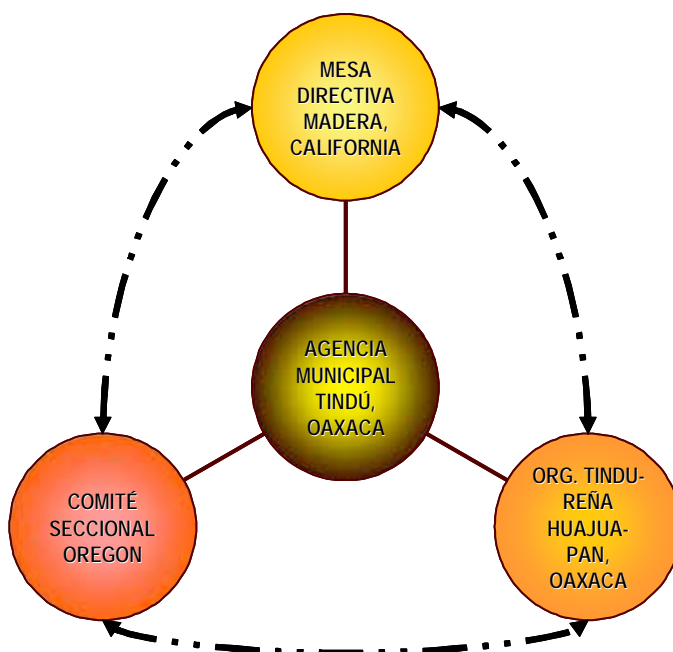 MESA
DIRECTIVA
MADERA,
CALIFORNIA
AGENCIA
MUNICIPAL
TINDÚ,
OAXACA
COMITÉ
SECCIONAL
OREGON
ORG. TINDU-
REÑA
HUAJUA-
PAN,
OAXACA